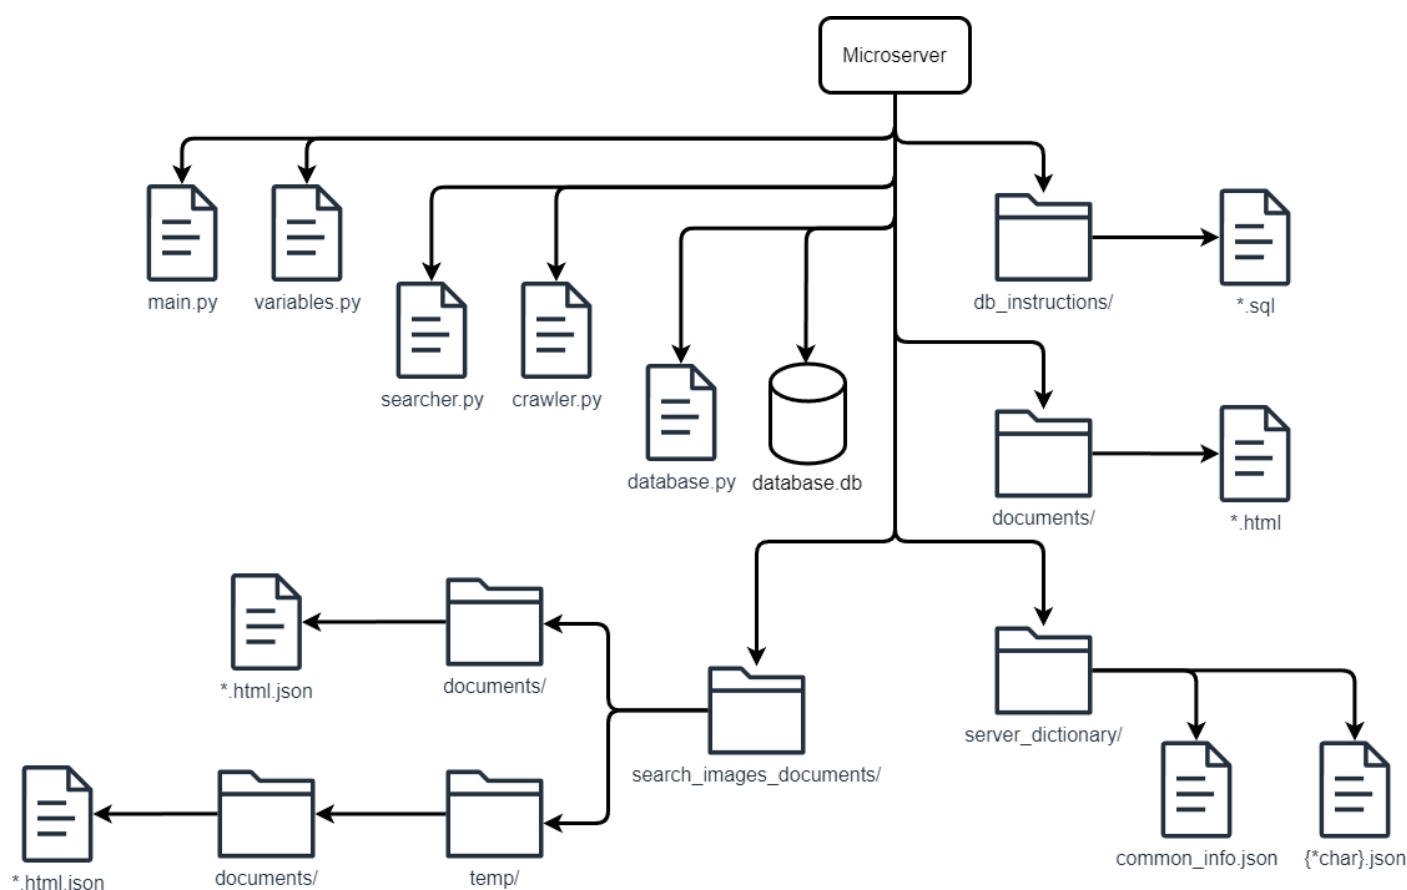 Microserver
main.py
variables.py
db_instructions/
*.sql
searcher.py
crawler.py
database.py
database.db
documents/
*.html
*.html.json
documents/
server_dictionary/
search_images_documents/
common_info.json
{*char}.json
*.html.json
documents/
temp/